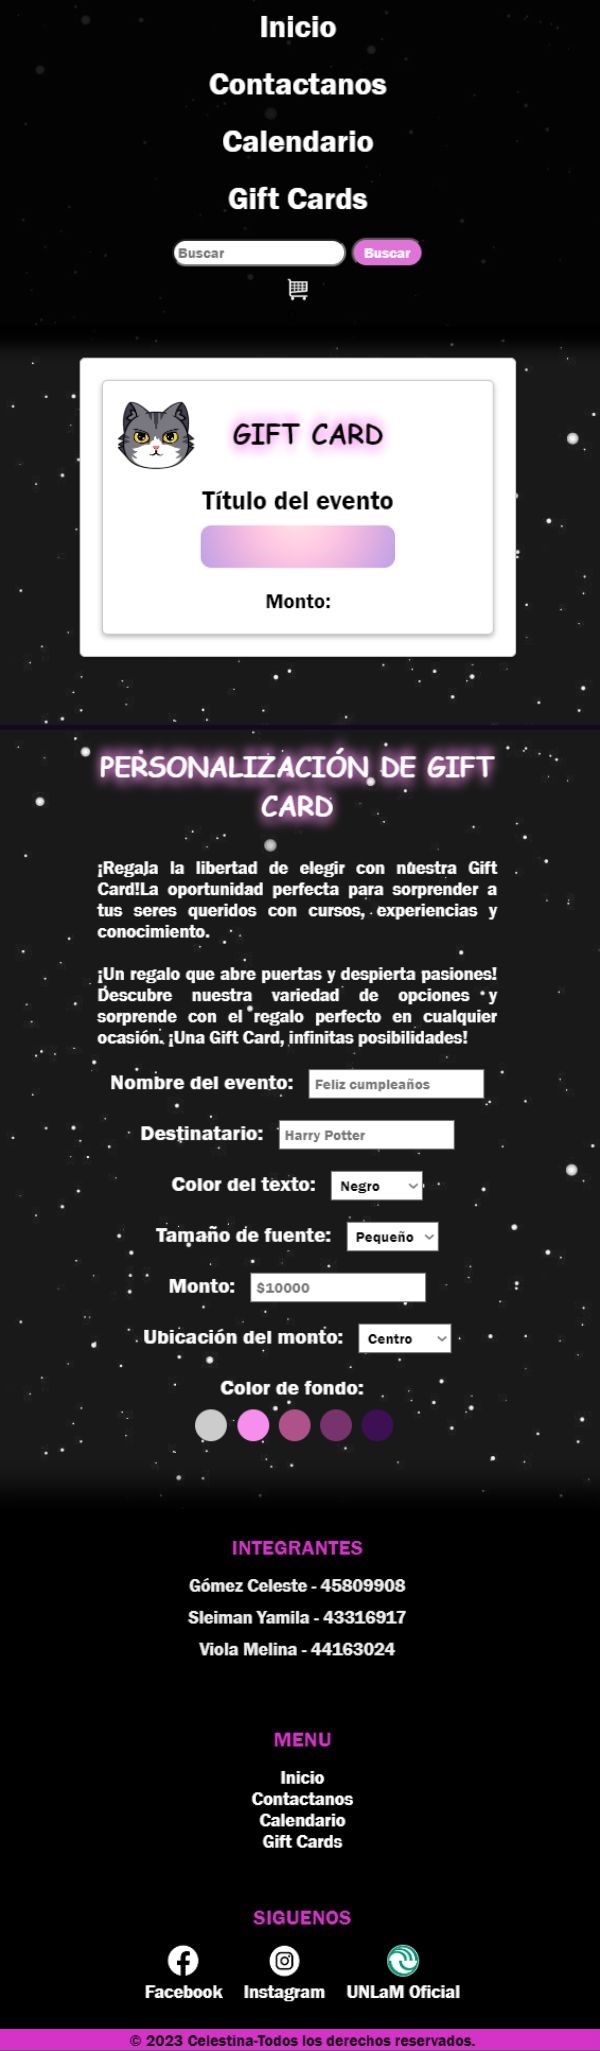 Inicio
Contactanos
Calendario
Gift Cards
Buscar Buscar
GIFT CARD
Título del evento
Monto:
PERSONALIZACIÓN DE GIFT
CARD
¡Regala la libertad de elegir con nuestra Gift
Card!La oportunidad perfecta para sorprender a
tus seres queridos con cursos, experiencias y
conocimiento.
¡Un regalo que abre puertas y despierta pasiones!
Descubre nuestra variedad de opciones y
sorprende con el regalo perfecto en cualquier
ocasión. ¡Una Gift Card, infinitas posibilidades!
Nombre del evento: Feliz cumpleaños
Destinatario: Harry Potter
Color del texto: Negro
Tamaño de fuente: Pequeño
Monto: $10000
Ubicación del monto: Centro
Color de fondo:
INTEGRANTES
Gómez Celeste - 45809908
Sleiman Yamila - 43316917
Viola Melina - 44163024
MENU
Inicio
Contactanos
Calendario
Gift Cards
SIGUENOS
Facebook Instagram UNLaM Oficial
© 2023 Celestina-Todos los derechos reservados.